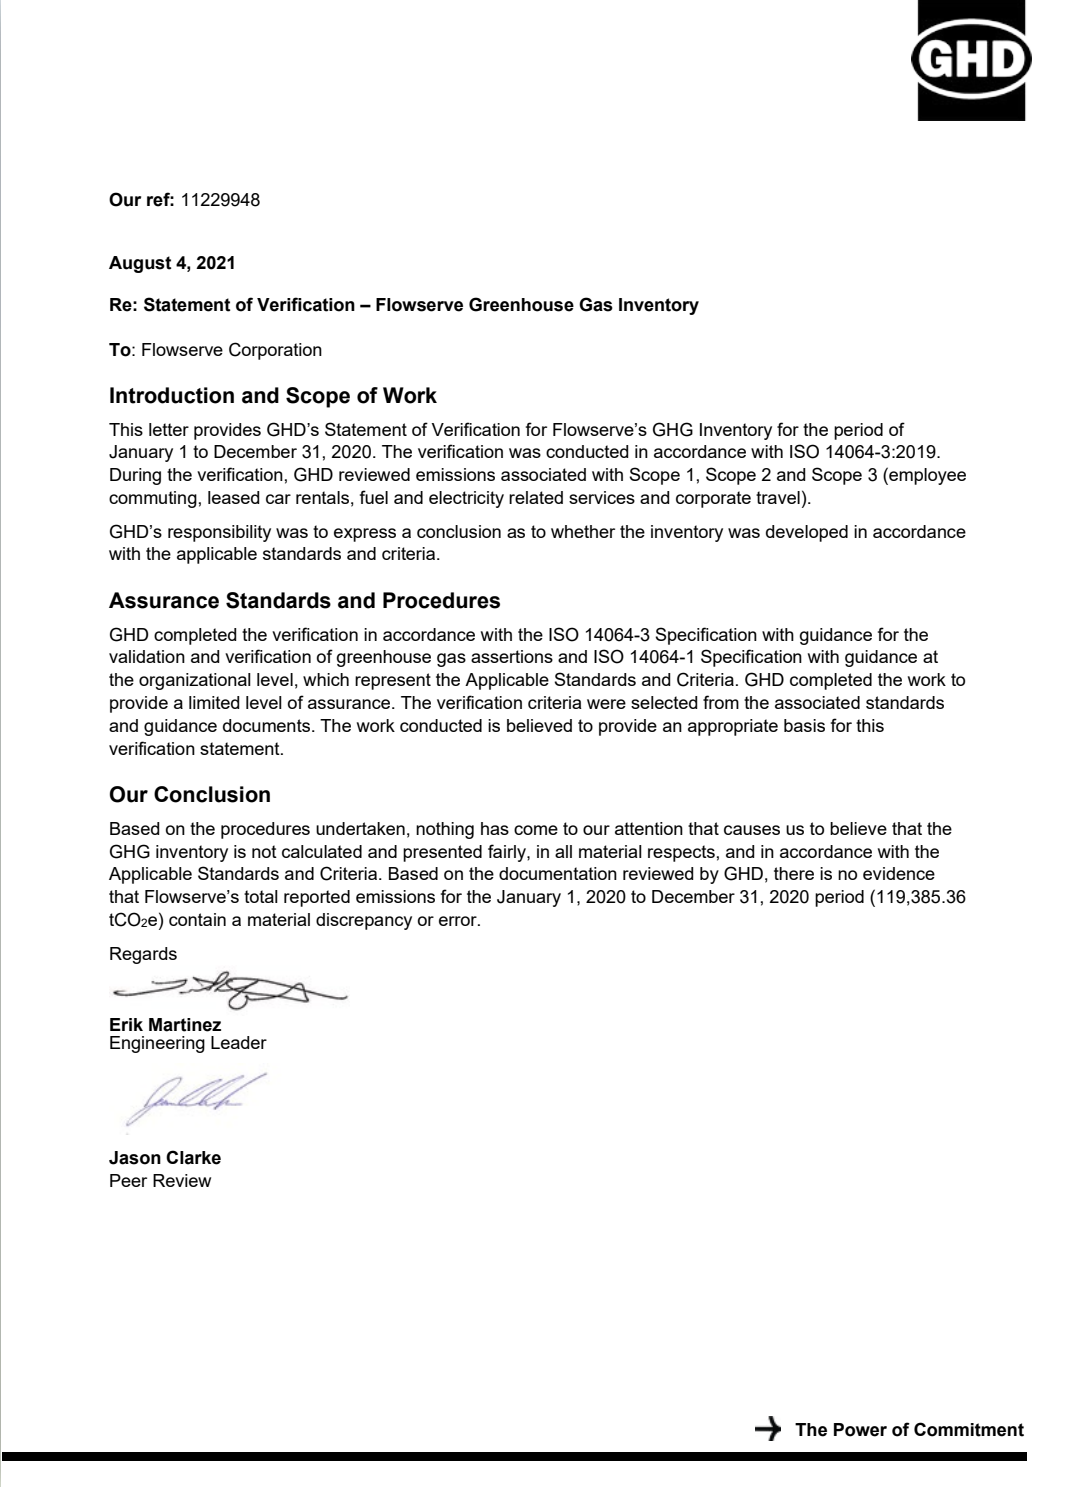 GHD
Our ref: 11229948
August 4, 2021
Re: Statement of Verification – Flowserve Greenhouse Gas Inventory
To: Flowserve Corporation
Introduction and Scope of Work
This letter provides GHD's Statement of Verification for Flowserve's GHG Inventory for the period of
January 1 to December 31, 2020. The verification was conducted in accordance with ISO 14064-3:2019.
During the verification, GHD reviewed emissions associated with Scope 1, Scope 2 and Scope 3 (employee
commuting, leased car rentals, fuel and electricity related services and corporate travel).
GHD's responsibility was to express a conclusion as to whether the inventory was developed in accordance
with the applicable standards and criteria.
Assurance Standards and Procedures
GHD completed the verification in accordance with the ISO 14064-3 Specification with guidance for the
validation and verification of greenhouse gas assertions and ISO 14064-1 Specification with guidance at
the organizational level, which represent the Applicable Standards and Criteria. GHD completed the work to
provide a limited level of assurance. The verification criteria were selected from the associated standards
and guidance documents. The work conducted is believed to provide an appropriate basis for this
verification statement.
Our Conclusion
Based on the procedures undertaken, nothing has come to our attention that causes us to believe that the
GHG inventory is not calculated and presented fairly, in all material respects, and in accordance with the
Applicable Standards and Criteria. Based on the documentation reviewed by GHD, there is no evidence
that Flowserve's total reported emissions for the January 1, 2020 to December 31, 2020 period (119,385.36
tCO₂e) contain a material discrepancy or error.
Regards
Erik Martinez
Engineering Leader
Jason Clarke
Peer Review
The Power of Commitment